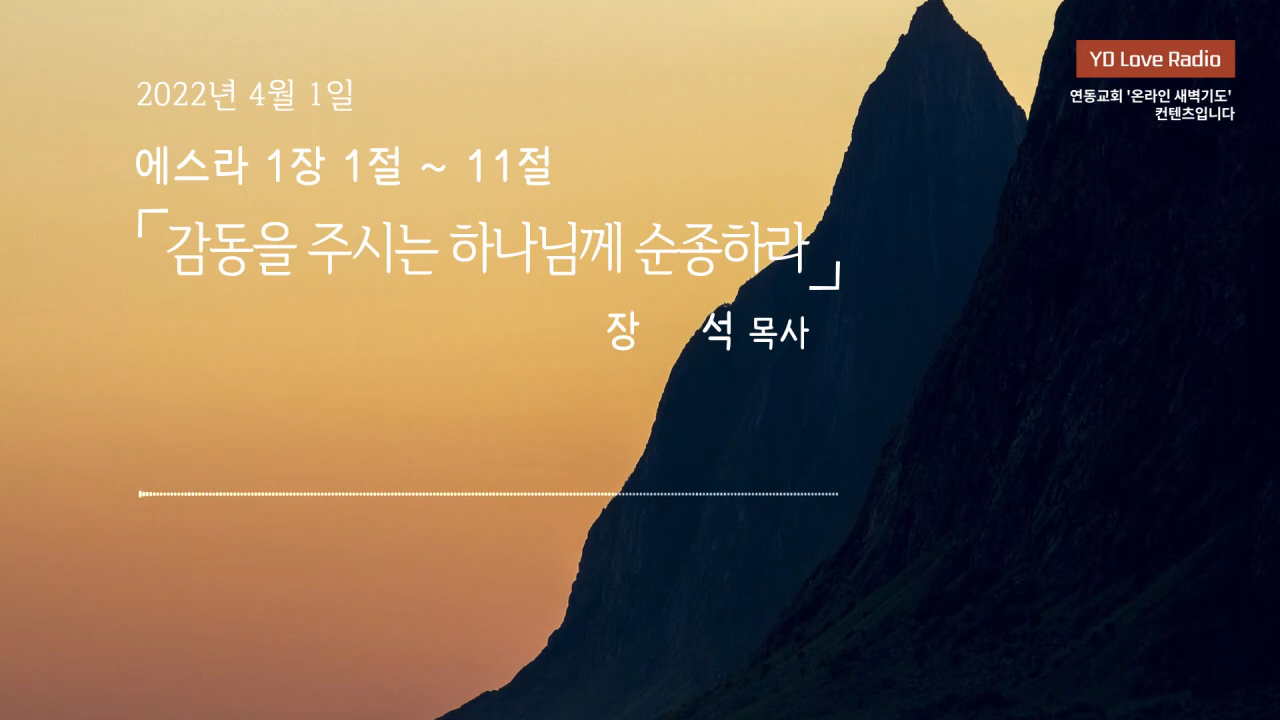 2022년 4월 1일
에스라 1장 1절 ~ 11절
「감동을 주시는 하나님께 순종하라」
장 석 목사
YD Love Radio
연동교회 '온라인 새벽기도'
컨텐츠입니다